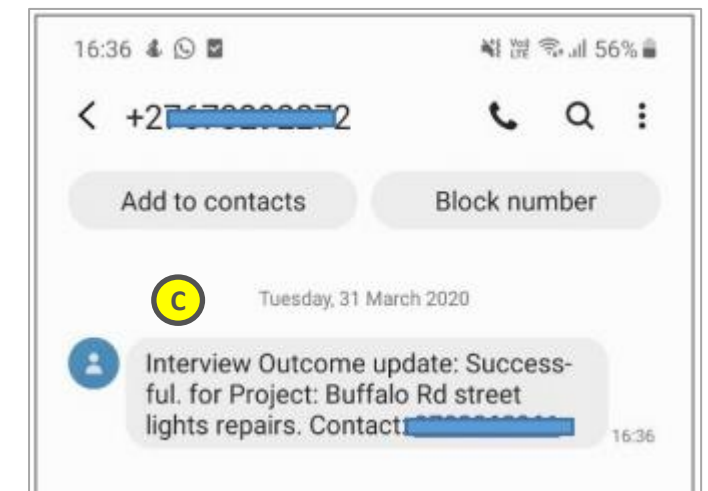 16:36 56%
+27 2
Add to contacts Block number
C Tuesday, 31 March 2020
Interview Outcome update: Success-
ful. for Project: Buffalo Rd street
lights repairs. Contact:
16:36